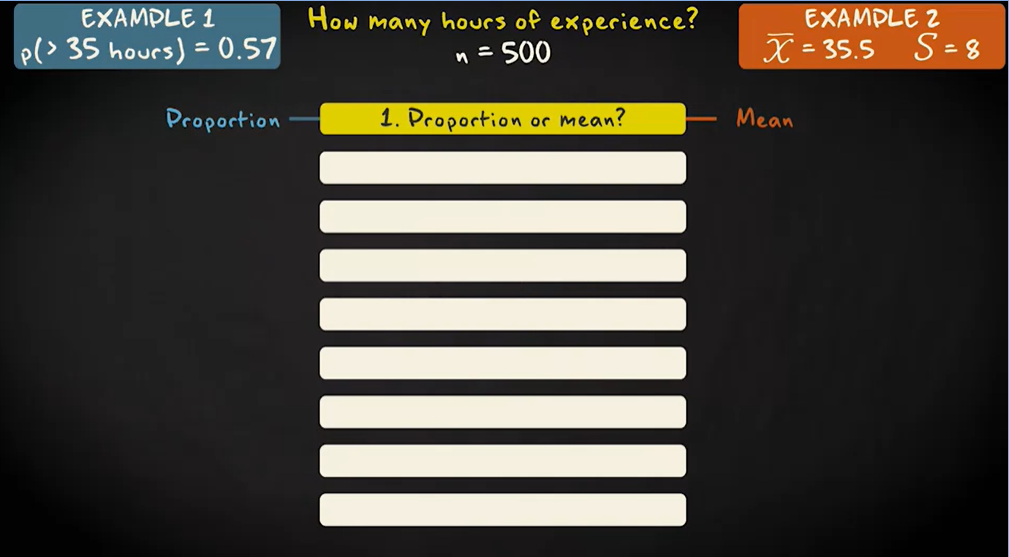 EXAMPLE 1
p(> 35 hours) = 0.57
How many hours of experience?
n = 500
EXAMPLE 2
x̅ = 35.5 S = 8
Proportion
1. Proportion or mean?
Mean